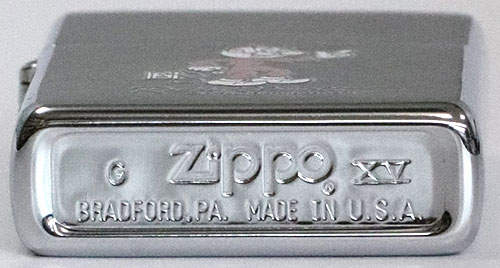 G Zippo® XV
BRADFORD,PA. MADE IN U.S.A.